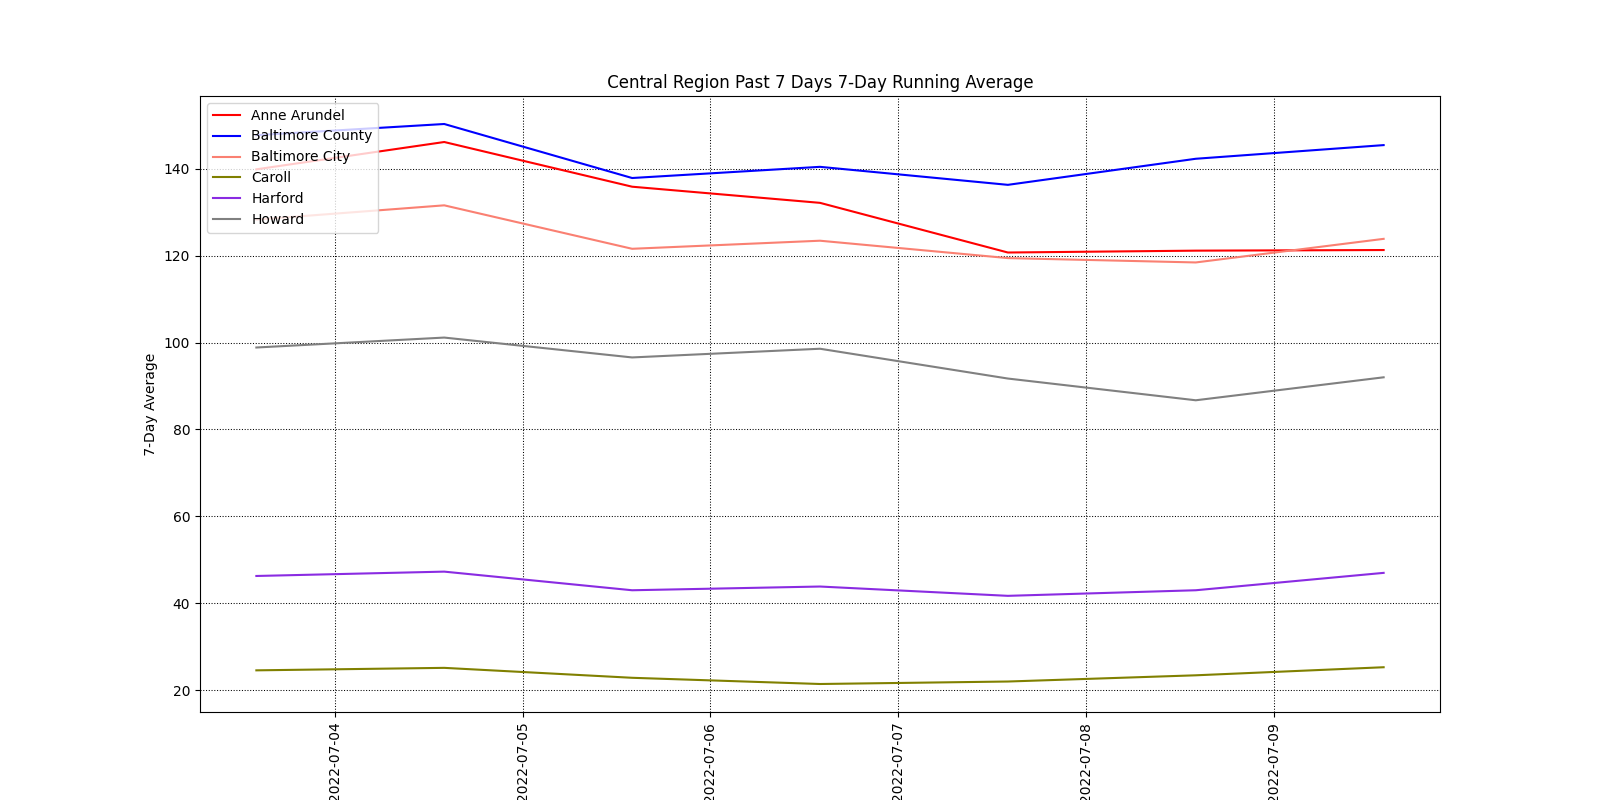 Central Region Past 7 Days 7-Day Running Average
Anne Arundel
Baltimore County
Baltimore City
Caroll
Harford
Howard
7-Day Average
140
120
100
80
60
40
20
2022-07-04
2022-07-05
2022-07-06
2022-07-07
2022-07-08
2022-07-09